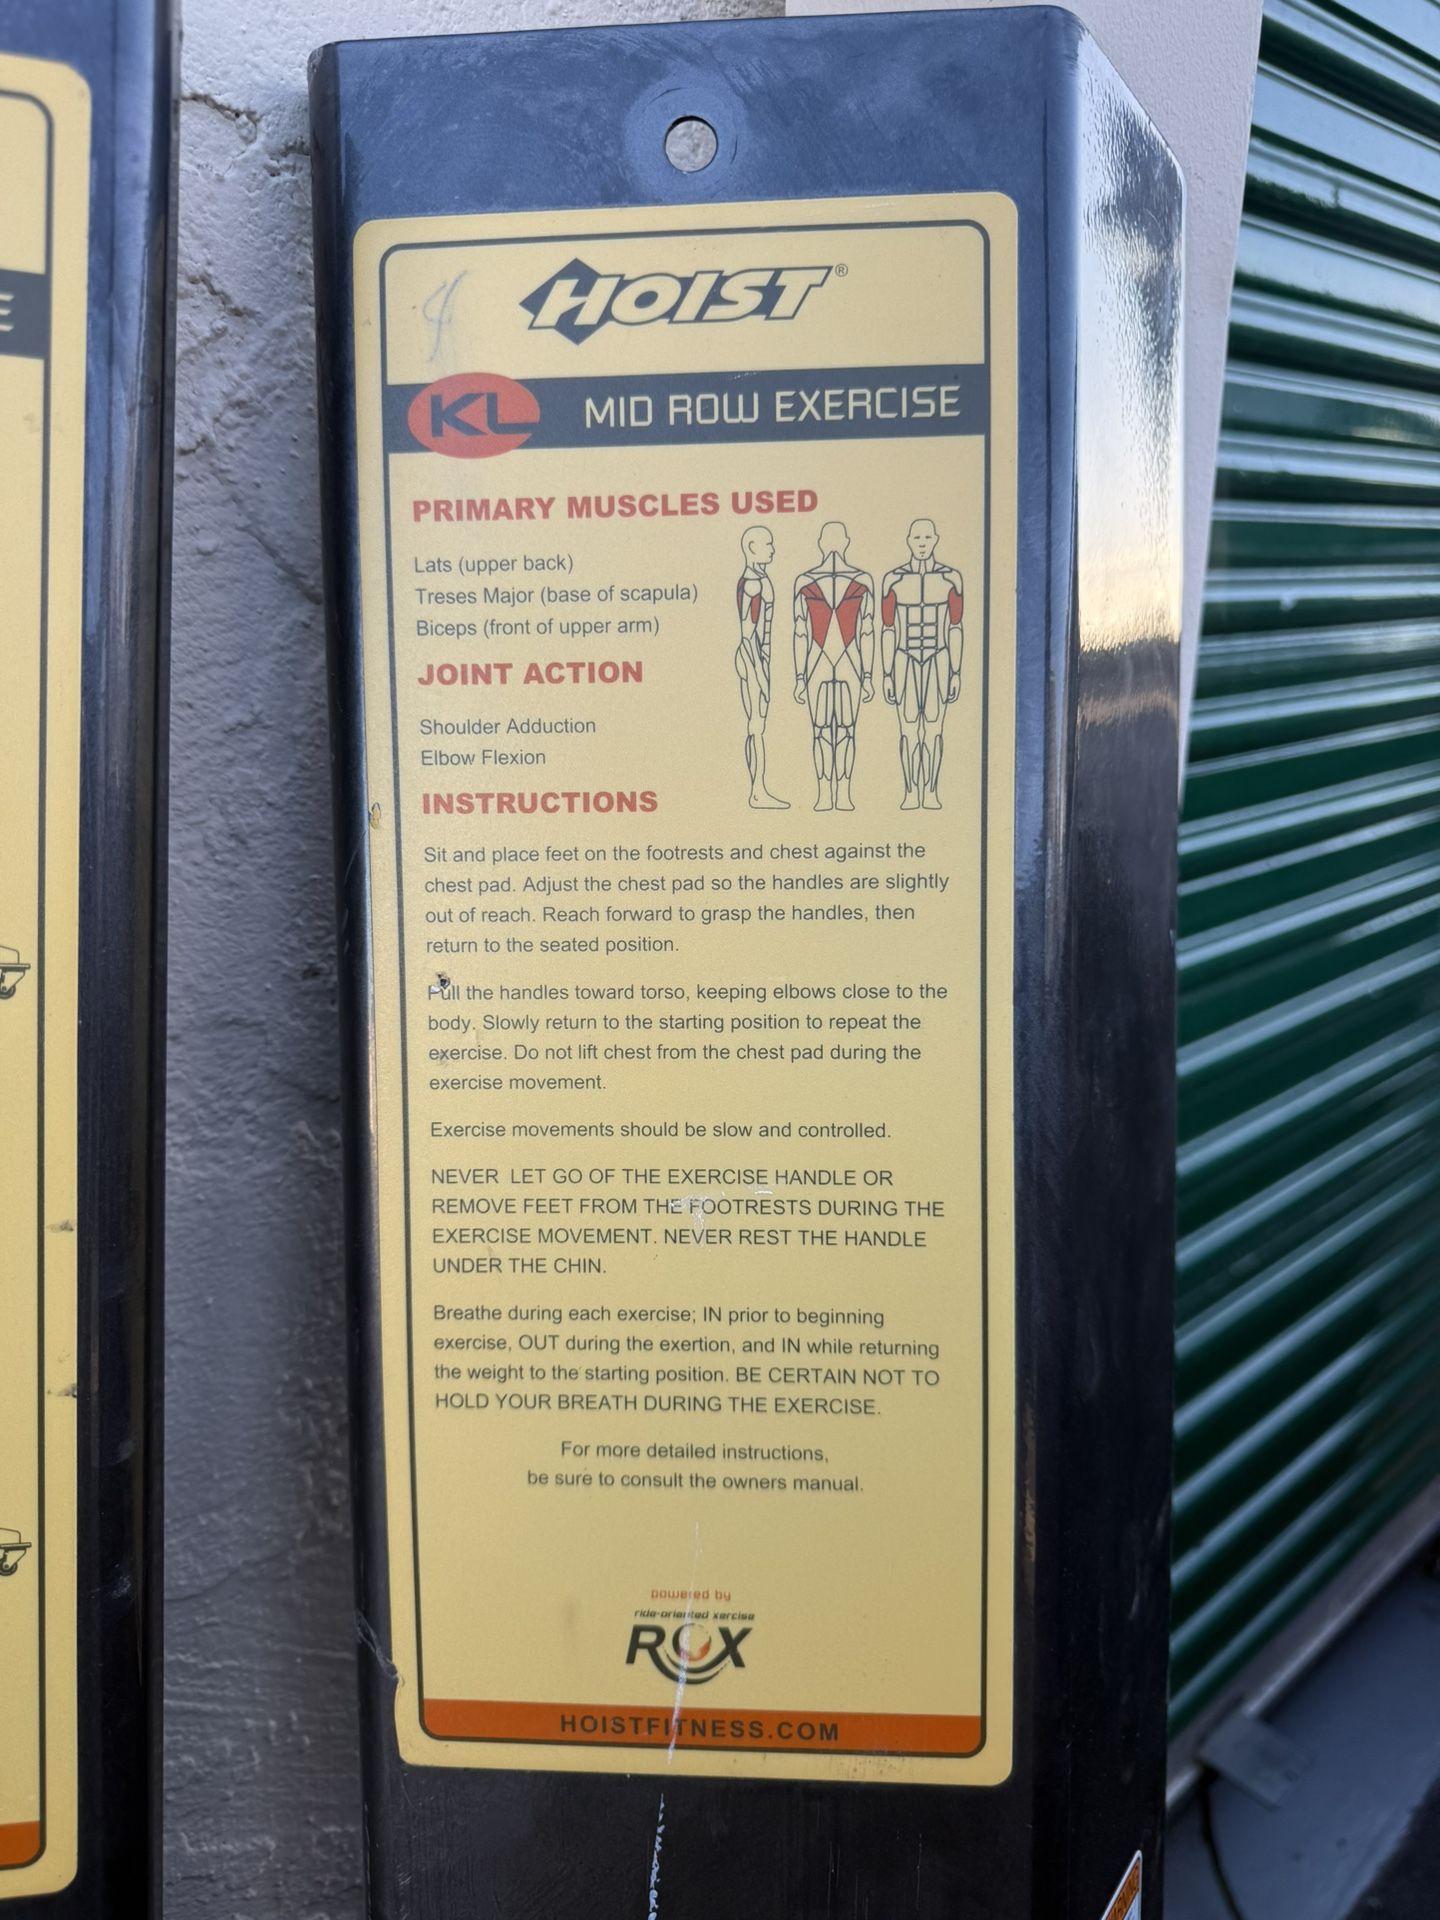 HOIST®
KL MID ROW EXERCISE
PRIMARY MUSCLES USED
Lats (upper back)
Treses Major (base of scapula)
Biceps (front of upper arm)
JOINT ACTION
Shoulder Adduction
Elbow Flexion
INSTRUCTIONS
Sit and place feet on the footrests and chest against the
chest pad. Adjust the chest pad so the handles are slightly
out of reach. Reach forward to grasp the handles, then
return to the seated position.
Pull the handles toward torso, keeping elbows close to the
body. Slowly return to the starting position to repeat the
exercise. Do not lift chest from the chest pad during the
exercise movement.
Exercise movements should be slow and controlled.
NEVER LET GO OF THE EXERCISE HANDLE OR
REMOVE FEET FROM THE FOOTRESTS DURING THE
EXERCISE MOVEMENT. NEVER REST THE HANDLE
UNDER THE CHIN.
Breathe during each exercise; IN prior to beginning
exercise, OUT during the exertion, and IN while returning
the weight to the starting position. BE CERTAIN NOT TO
HOLD YOUR BREATH DURING THE EXERCISE.
For more detailed instructions,
be sure to consult the owners manual.
powered by
ride-oriented xercise
ROX
HOISTFITNESS.COM